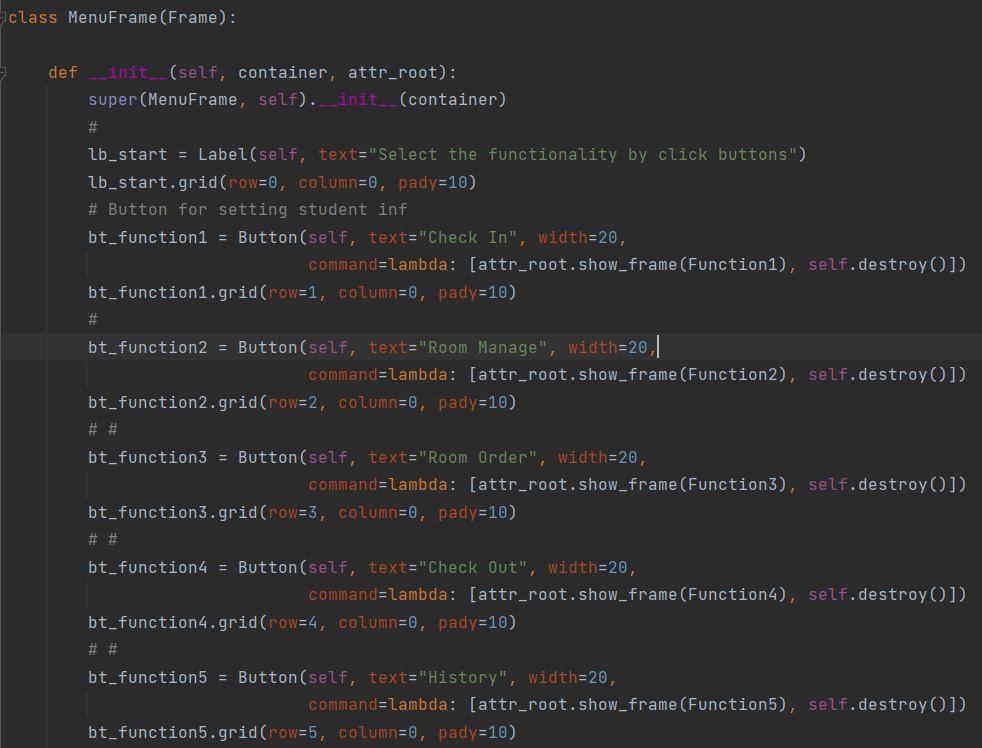 class MenuFrame(Frame):
    def __init__(self, container, attr_root):
        super(MenuFrame, self).__init__(container)
        #
        lb_start = Label(self, text="Select the functionality by click buttons")
        lb_start.grid(row=0, column=0, pady=10)
        # Button for setting student inf
        bt_function1 = Button(self, text="Check In", width=20,
                              command=lambda: [attr_root.show_frame(Function1), self.destroy()])
        bt_function1.grid(row=1, column=0, pady=10)
        #
        bt_function2 = Button(self, text="Room Manage", width=20,
                              command=lambda: [attr_root.show_frame(Function2), self.destroy()])
        bt_function2.grid(row=2, column=0, pady=10)
        # #
        bt_function3 = Button(self, text="Room Order", width=20,
                              command=lambda: [attr_root.show_frame(Function3), self.destroy()])
        bt_function3.grid(row=3, column=0, pady=10)
        # #
        bt_function4 = Button(self, text="Check Out", width=20,
                              command=lambda: [attr_root.show_frame(Function4), self.destroy()])
        bt_function4.grid(row=4, column=0, pady=10)
        # #
        bt_function5 = Button(self, text="History", width=20,
                              command=lambda: [attr_root.show_frame(Function5), self.destroy()])
        bt_function5.grid(row=5, column=0, pady=10)